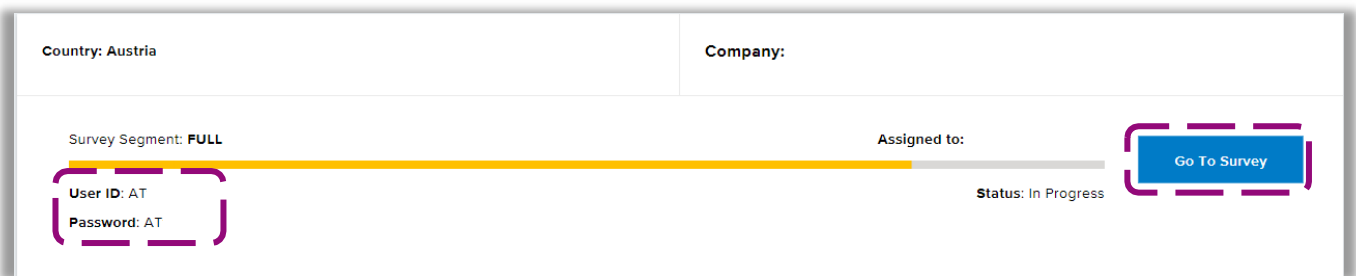 Country: Austria
Company:
Survey Segment: FULL
Assigned to:
Go To Survey
User ID: AT
Status: In Progress
Password: AT